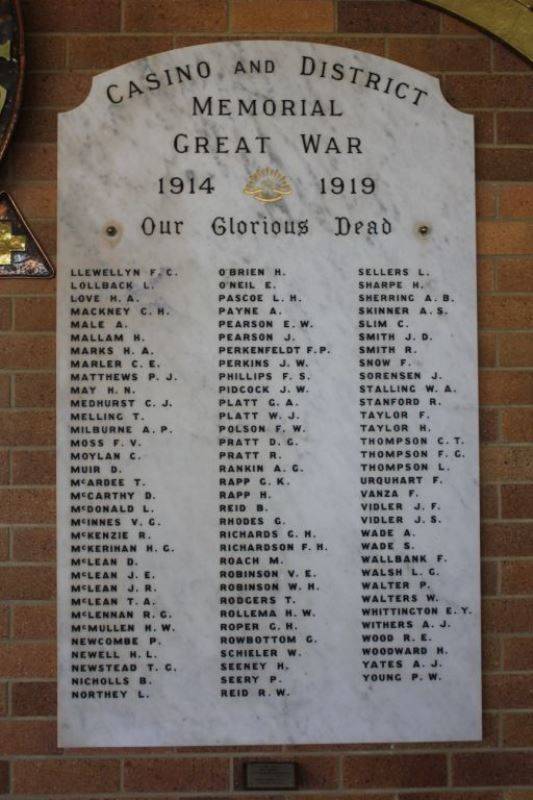 CASINO AND DISTRICT
MEMORIAL
GREAT WAR
1914 1919
Our Glorious Dead
LLEWELLYN F. C.
LOLLBACK L.
LOVE H. A.
MACKNEY C. H.
MALE A.
MALLAM H.
MARKS H. A.
MARLER C. E.
MATTHEWS P. J.
MAY H. N.
MEDHURST C. J.
MELLING T.
MILBURNE A. P.
MOSS F. V.
MOYLAN C.
MUIR D.
McARDEE T.
McCARTHY D.
McDONALD L.
McINNES V. G.
McKENZIE R.
McKERIHAN H. G.
McLEAN D.
McLEAN J. E.
McLEAN J. R.
McLEAN T. A.
McLENNAN R. G.
McMULLEN H. W.
NEWCOMBE P.
NEWELL H. L.
NEWSTEAD T. G.
NICHOLLS B.
NORTHEY L.
O'BRIEN H.
O'NEIL E.
PASCOE L. H.
PAYNE A.
PEARSON E. W.
PEARSON J.
PERKENFELDT F. P.
PERKINS J. W.
PHILLIPS F. S.
PIDCOCK J. W.
PLATT G. A.
PLATT W. J.
POLSON F. W.
PRATT D. G.
PRATT R.
RANKIN A. G.
RAPP G. K.
RAPP H.
REID B.
RHODES G.
RICHARDS G. H.
RICHARDSON F. H.
ROACH M.
ROBINSON V. E.
ROBINSON W. H.
RODGERS T.
ROLLEMA H. W.
ROPER G. H.
ROWBOTTOM G.
SCHIELER W.
SEENEY H.
SEERY P.
REID R. W.
SELLERS L.
SHARPE H.
SHERRING A. B.
SKINNER A. S.
SLIM C.
SMITH J. D.
SMITH R.
SNOW F.
SORENSEN J.
STALLING W. A.
STANFORD R.
TAYLOR F.
TAYLOR H.
THOMPSON C. T.
THOMPSON F. G.
THOMPSON L.
URQUHART F.
VANZA F.
VIDLER J. F.
VIDLER J. S.
WADE A.
WADE S.
WALLBANK F.
WALSH L. G.
WALTER P.
WALTERS W.
WHITTINGTON E. Y.
WITHERS A. J.
WOOD R. E.
WOODWARD H.
YATES A. J.
YOUNG P. W.